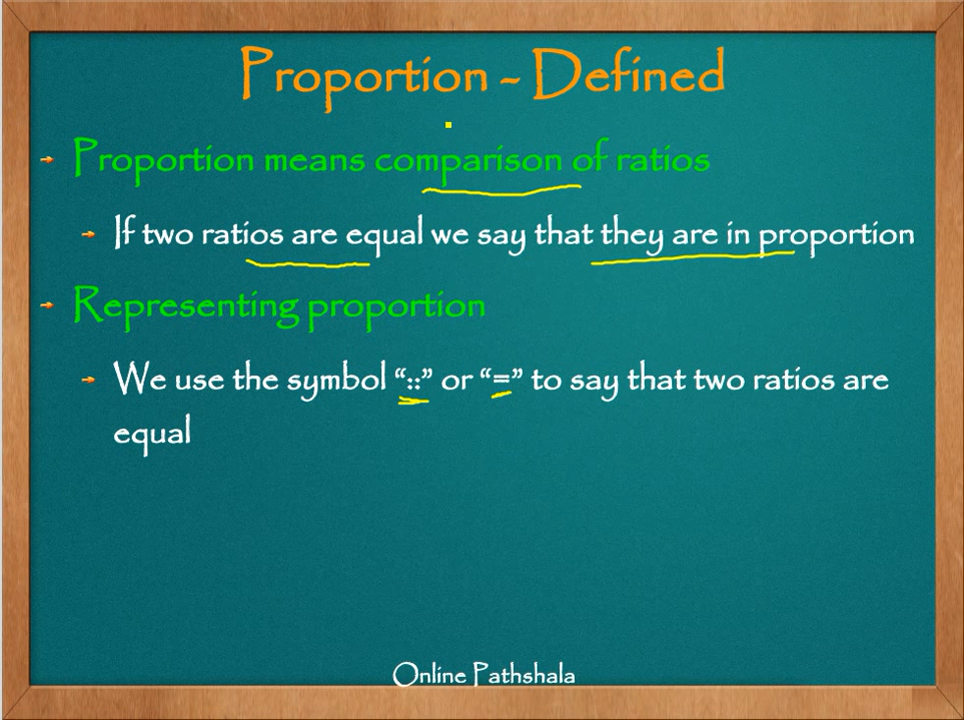 Proportion - Defined
Proportion means comparison of ratios
If two ratios are equal we say that they are in proportion
Representing proportion
We use the symbol “::” or “=” to say that two ratios are
equal
Online Pathshala